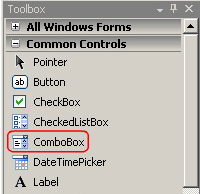 Toolbox
All Windows Forms
Common Controls
Pointer
ab Button
CheckBox
CheckedListBox
ComboBox
DateTimePicker
A Label